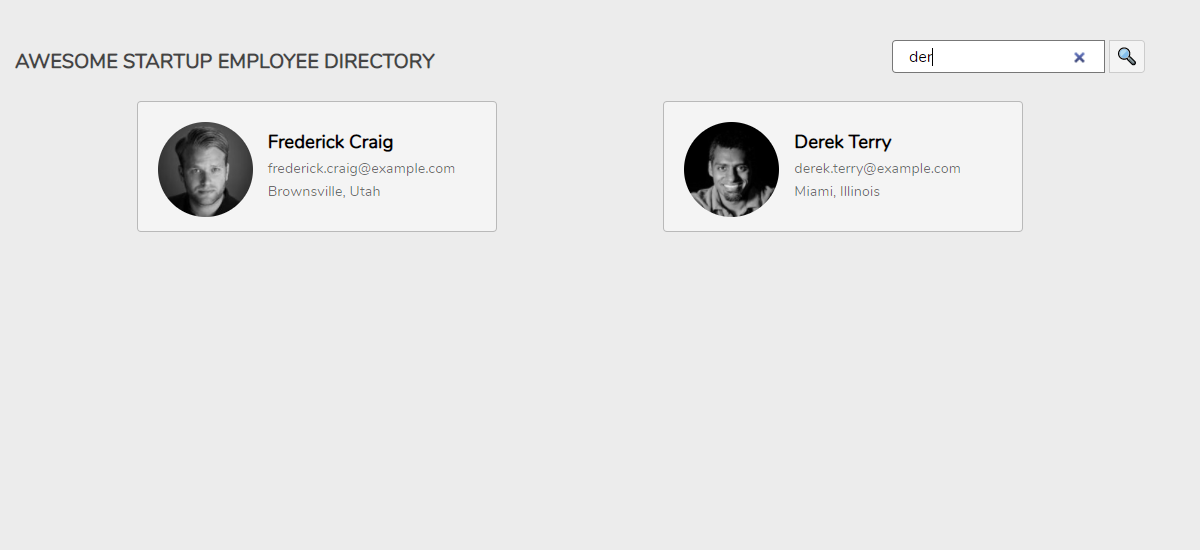 AWESOME STARTUP EMPLOYEE DIRECTORY
der
Frederick Craig
frederick.craig@example.com
Brownsville, Utah
Derek Terry
derek.terry@example.com
Miami, Illinois